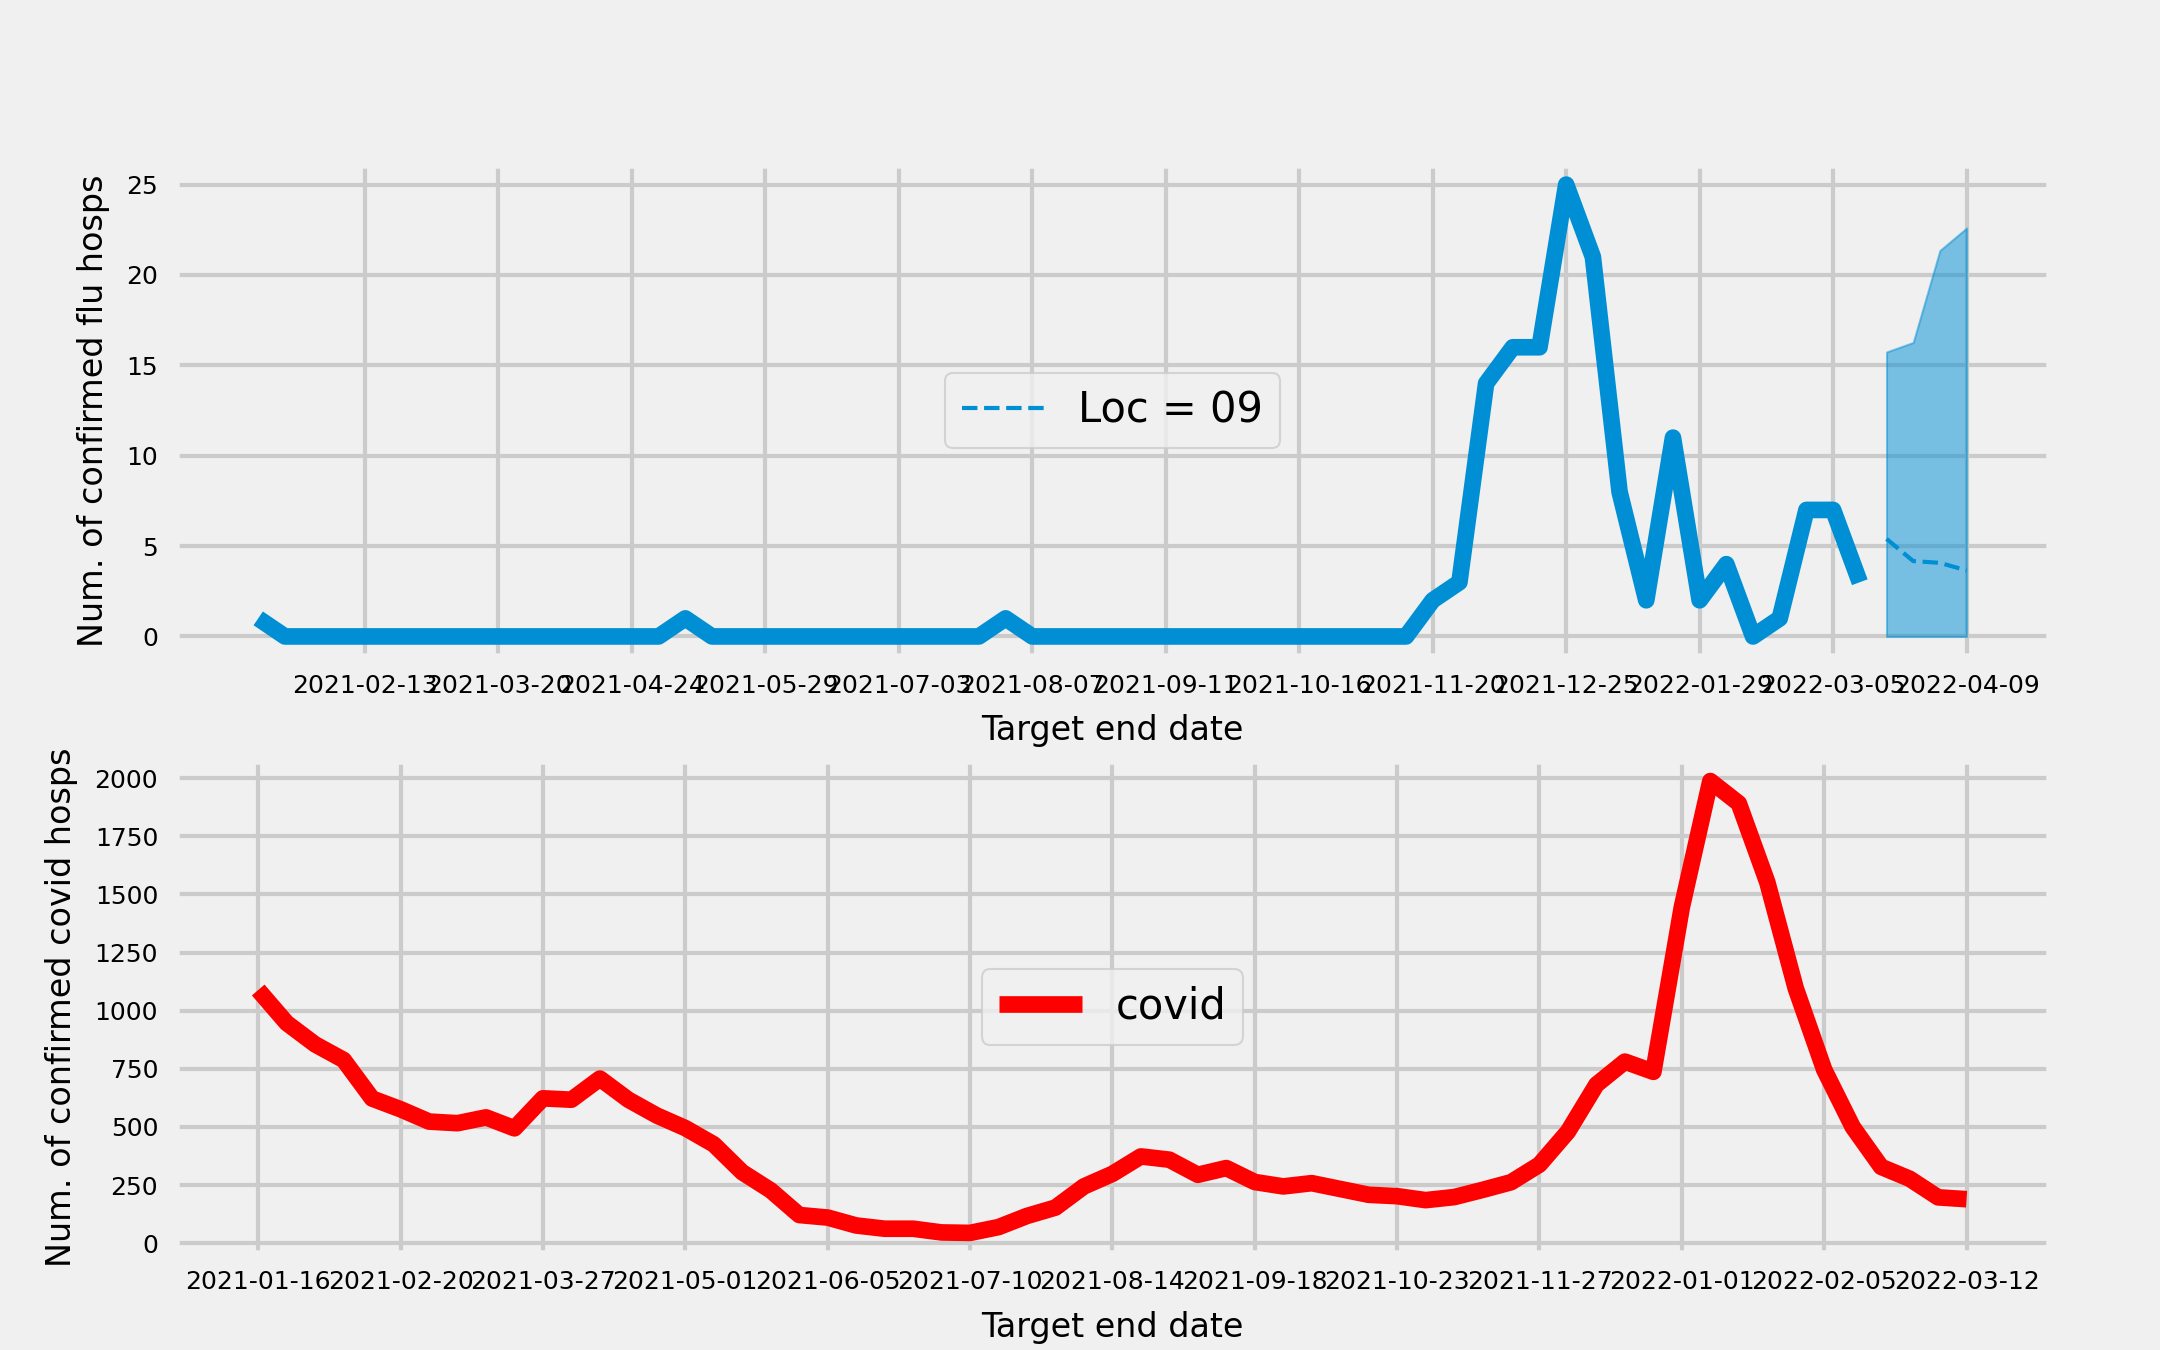 Num. of confirmed flu hosps
25
20
15
10
5
0
Loc = 09
2021-02-13 2021-03-20 2021-04-24 2021-05-29 2021-07-03 2021-08-07 2021-09-11 2021-10-16 2021-11-20 2021-12-25 2022-01-29 2022-03-05 2022-04-09
Target end date
Num. of confirmed covid hosps
2000
1750
1500
1250
1000
750
500
250
0
covid
2021-01-16 2021-02-20 2021-03-27 2021-05-01 2021-06-05 2021-07-10 2021-08-14 2021-09-18 2021-10-23 2021-11-27 2022-01-01 2022-02-05 2022-03-12
Target end date